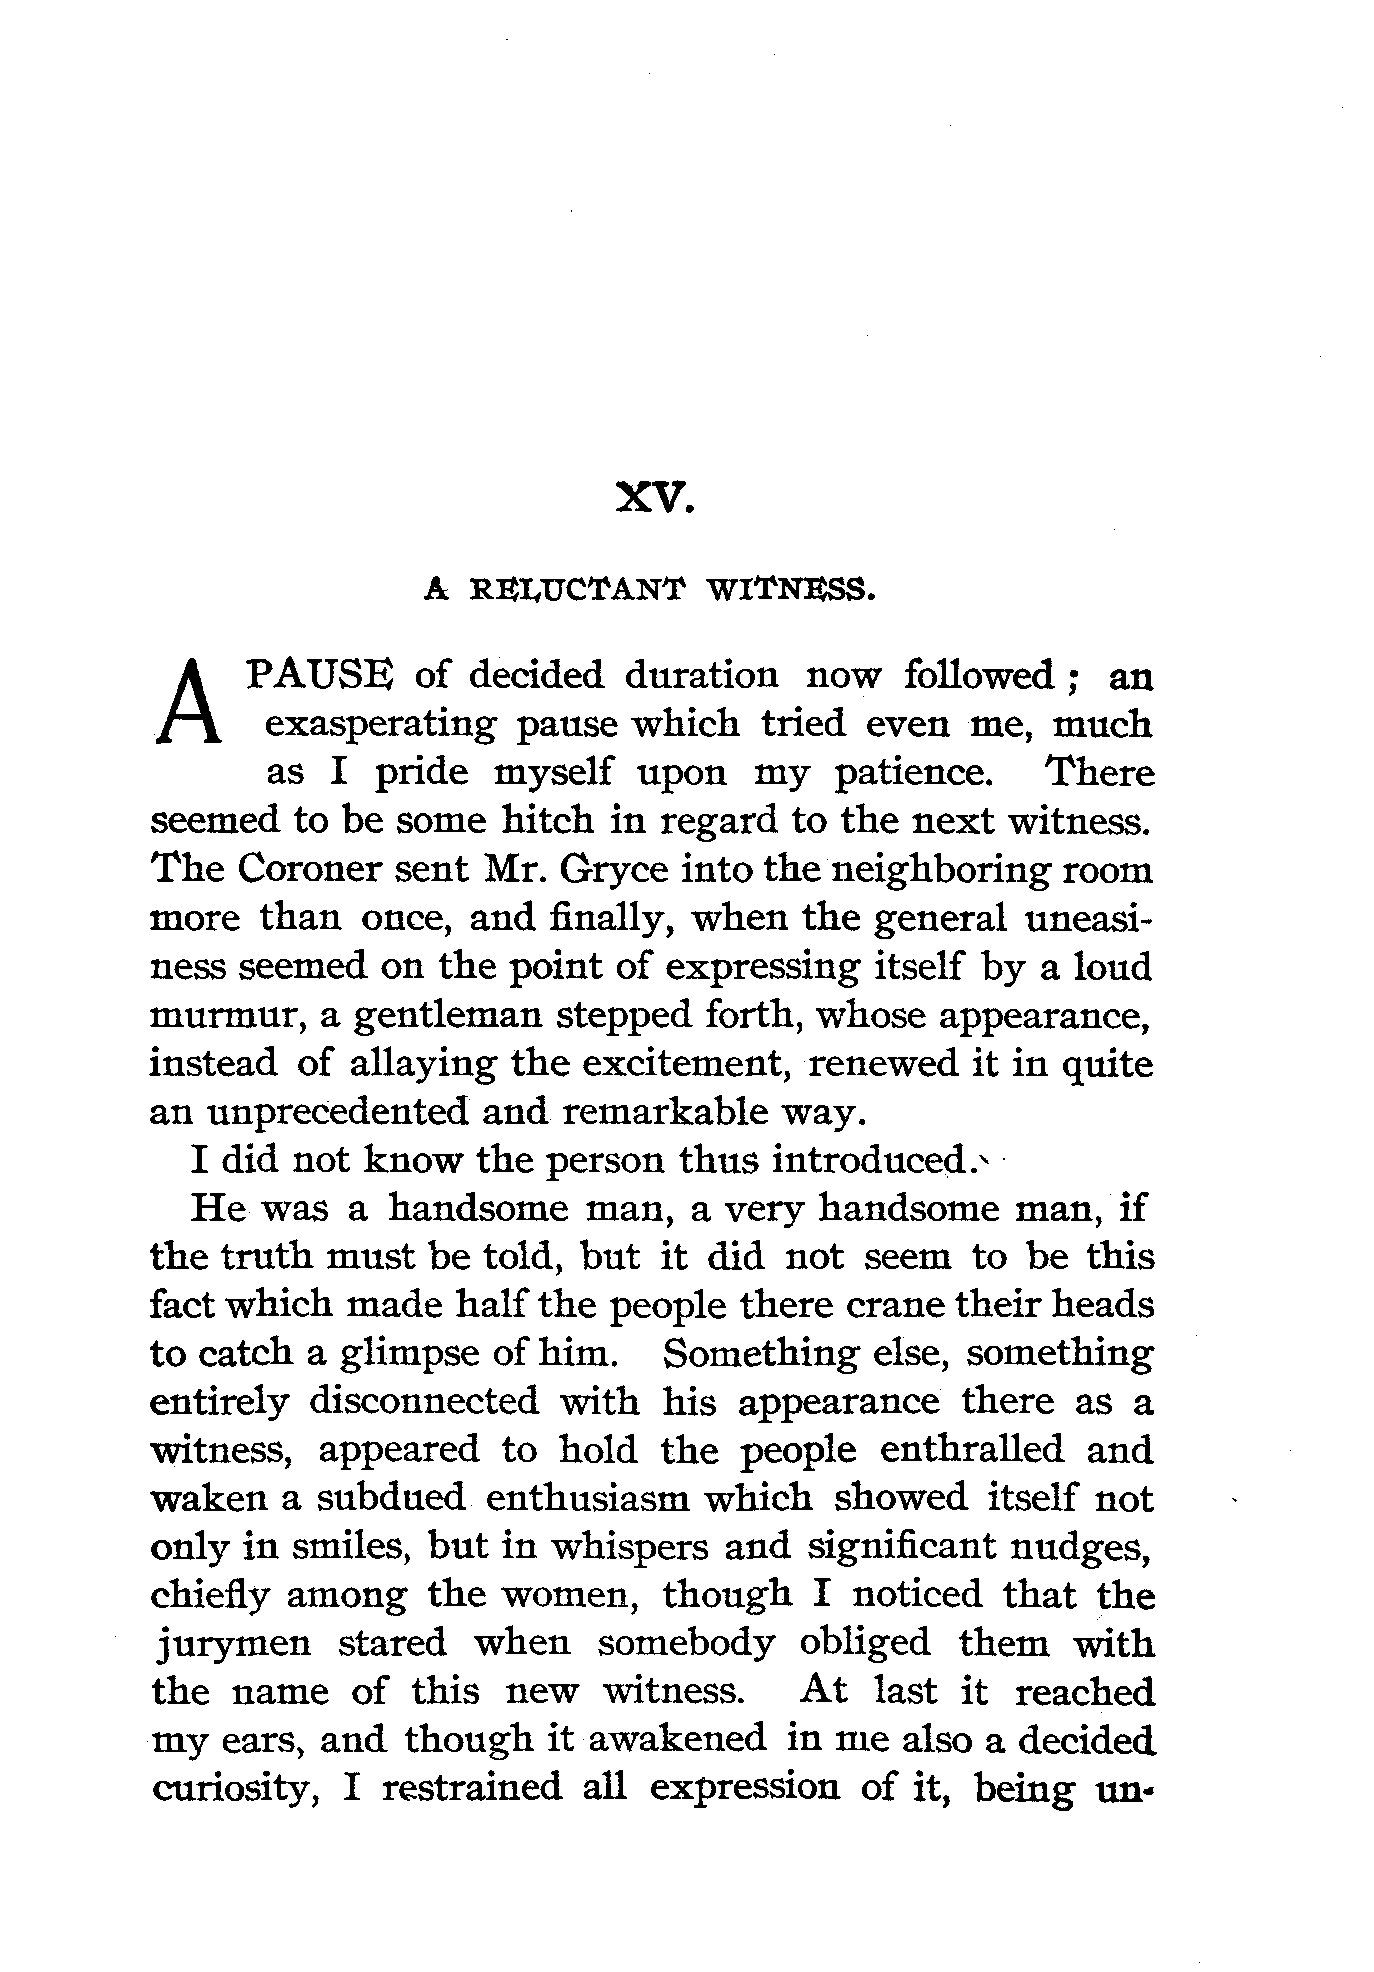 XV.
A RELUCTANT WITNESS.
A PAUSE of decided duration now followed ; an
exasperating pause which tried even me, much
as I pride myself upon my patience. There
seemed to be some hitch in regard to the next witness.
The Coroner sent Mr. Gryce into the neighboring room
more than once, and finally, when the general uneasi-
ness seemed on the point of expressing itself by a loud
murmur, a gentleman stepped forth, whose appearance,
instead of allaying the excitement, renewed it in quite
an unprecedented and remarkable way.
I did not know the person thus introduced.
He was a handsome man, a very handsome man, if
the truth must be told, but it did not seem to be this
fact which made half the people there crane their heads
to catch a glimpse of him. Something else, something
entirely disconnected with his appearance there as a
witness, appeared to hold the people enthralled and
waken a subdued enthusiasm which showed itself not
only in smiles, but in whispers and significant nudges,
chiefly among the women, though I noticed that the
jurymen stared when somebody obliged them with
the name of this new witness. At last it reached
my ears, and though it awakened in me also a decided
curiosity, I restrained all expression of it, being un-